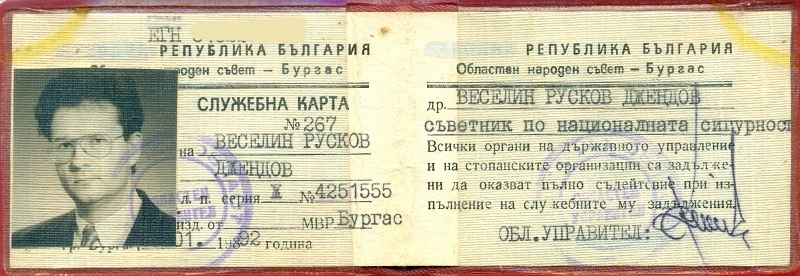 ЕГН
РЕПУБЛИКА БЪЛГАРИЯ
Областен народен съвет – Бургас
СЛУЖЕБНА КАРТА
№ 267
на ВЕСЕЛИН РУСКОВ
ДЖЕНДОВ
л. п. серия Ж № 4251555
изд. от МВР Бургас
гр. Бургас 01. 1992 година
РЕПУБЛИКА БЪЛГАРИЯ
Областен народен съвет – Бургас
др. ВЕСЕЛИН РУСКОВ ДЖЕНДОВ
съветник по националната сигурност
Всички органи на държавното управление
и на стопанските организации са задълже-
ни да оказват пълно съдействие при из-
пълнение на служебните му задължения.
ОБЛ. УПРАВИТЕЛ: